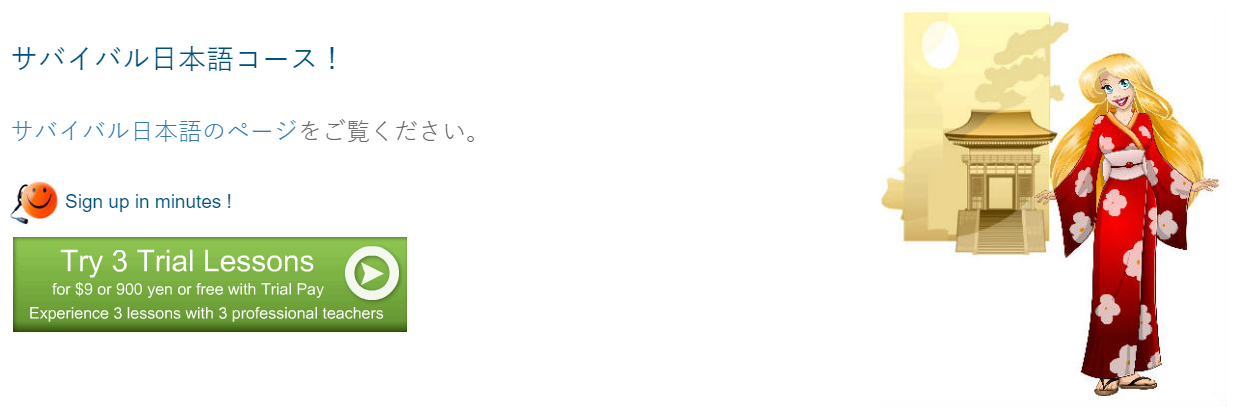 サバイバル日本語コース！
サバイバル日本語のページをご覧ください。
Sign up in minutes !
Try 3 Trial Lessons
for $9 or 900 yen or free with Trial Pay
Experience 3 lessons with 3 professional teachers